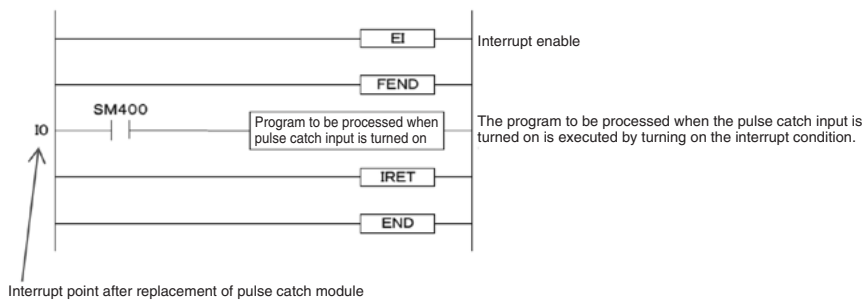 EI
Interrupt enable
FEND
SM400
I0
Program to be processed when
pulse catch input is turned on
The program to be processed when the pulse catch input is
turned on is executed by turning on the interrupt condition.
IRET
END
Interrupt point after replacement of pulse catch module